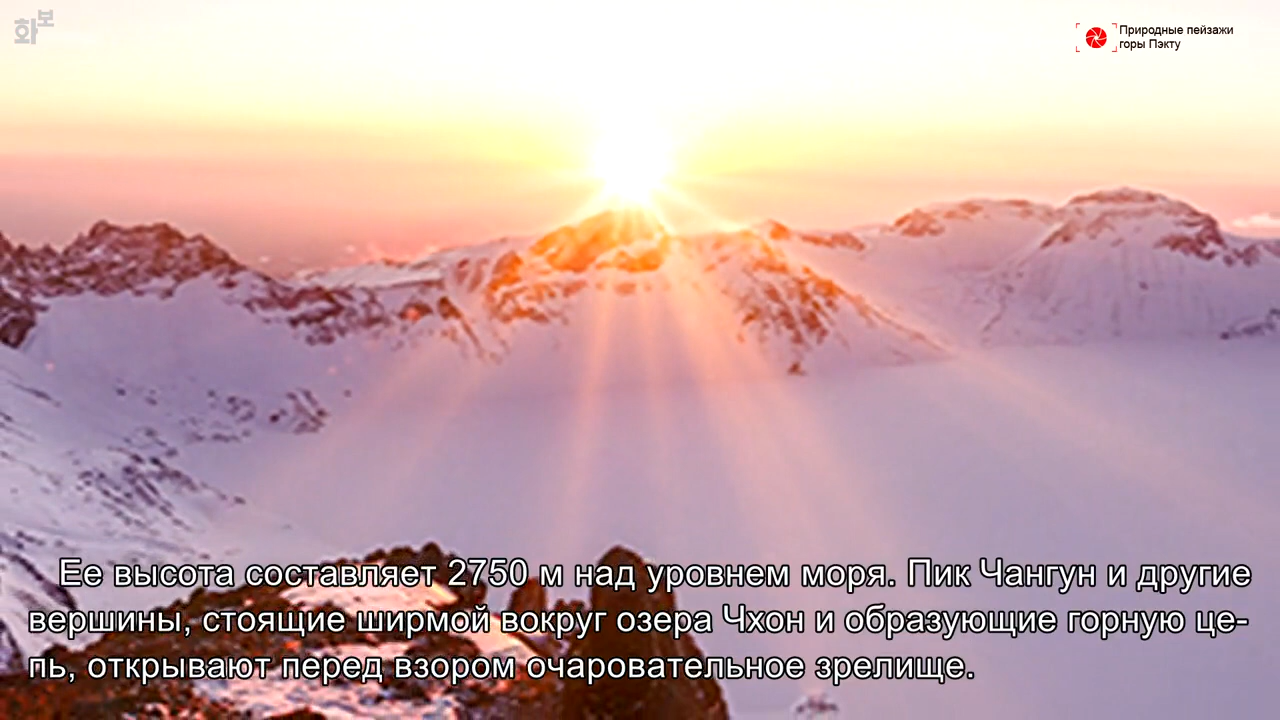 화보
Природные пейзажи
горы Пэкту
Ее высота составляет 2750 м над уровнем моря. Пик Чангун и другие
вершины, стоящие ширмой вокруг озера Чхон и образующие горную це-
пь, открывают перед взором очаровательное зрелище.